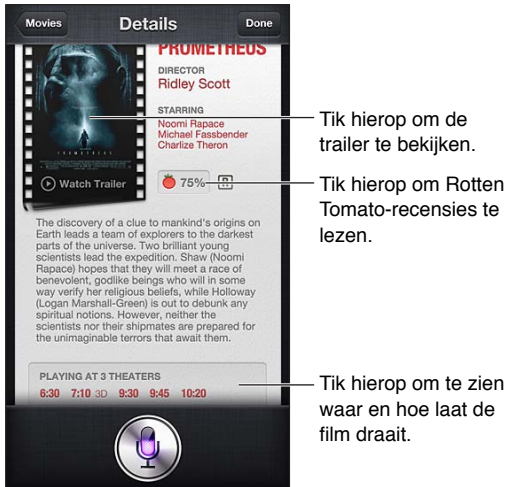 Movies
Details
Done
PROMETHEUS
DIRECTOR
Ridley Scott
STARRING
Noomi Rapace
Michael Fassbender
Charlize Theron
PROMETHEUS
Watch Trailer
75%
R
The discovery of a clue to mankind's origins on
Earth leads a team of explorers to the darkest
parts of the universe. Two brilliant young
scientists lead the expedition. Shaw (Noomi
Rapace) hopes that they will meet a race of
benevolent, godlike beings who will in some
way verify her religious beliefs, while Holloway
(Logan Marshall-Green) is out to debunk any
spiritual notions. However, neither the
scientists nor their shipmates are prepared for
the unimaginable terrors that await them.
PLAYING AT 3 THEATERS
6:30 7:10 3D 9:30 9:45 10:20
Tik hierop om de
trailer te bekijken.
Tik hierop om Rotten
Tomato-recensies te
lezen.
Tik hierop om te zien
waar en hoe laat de
film draait.